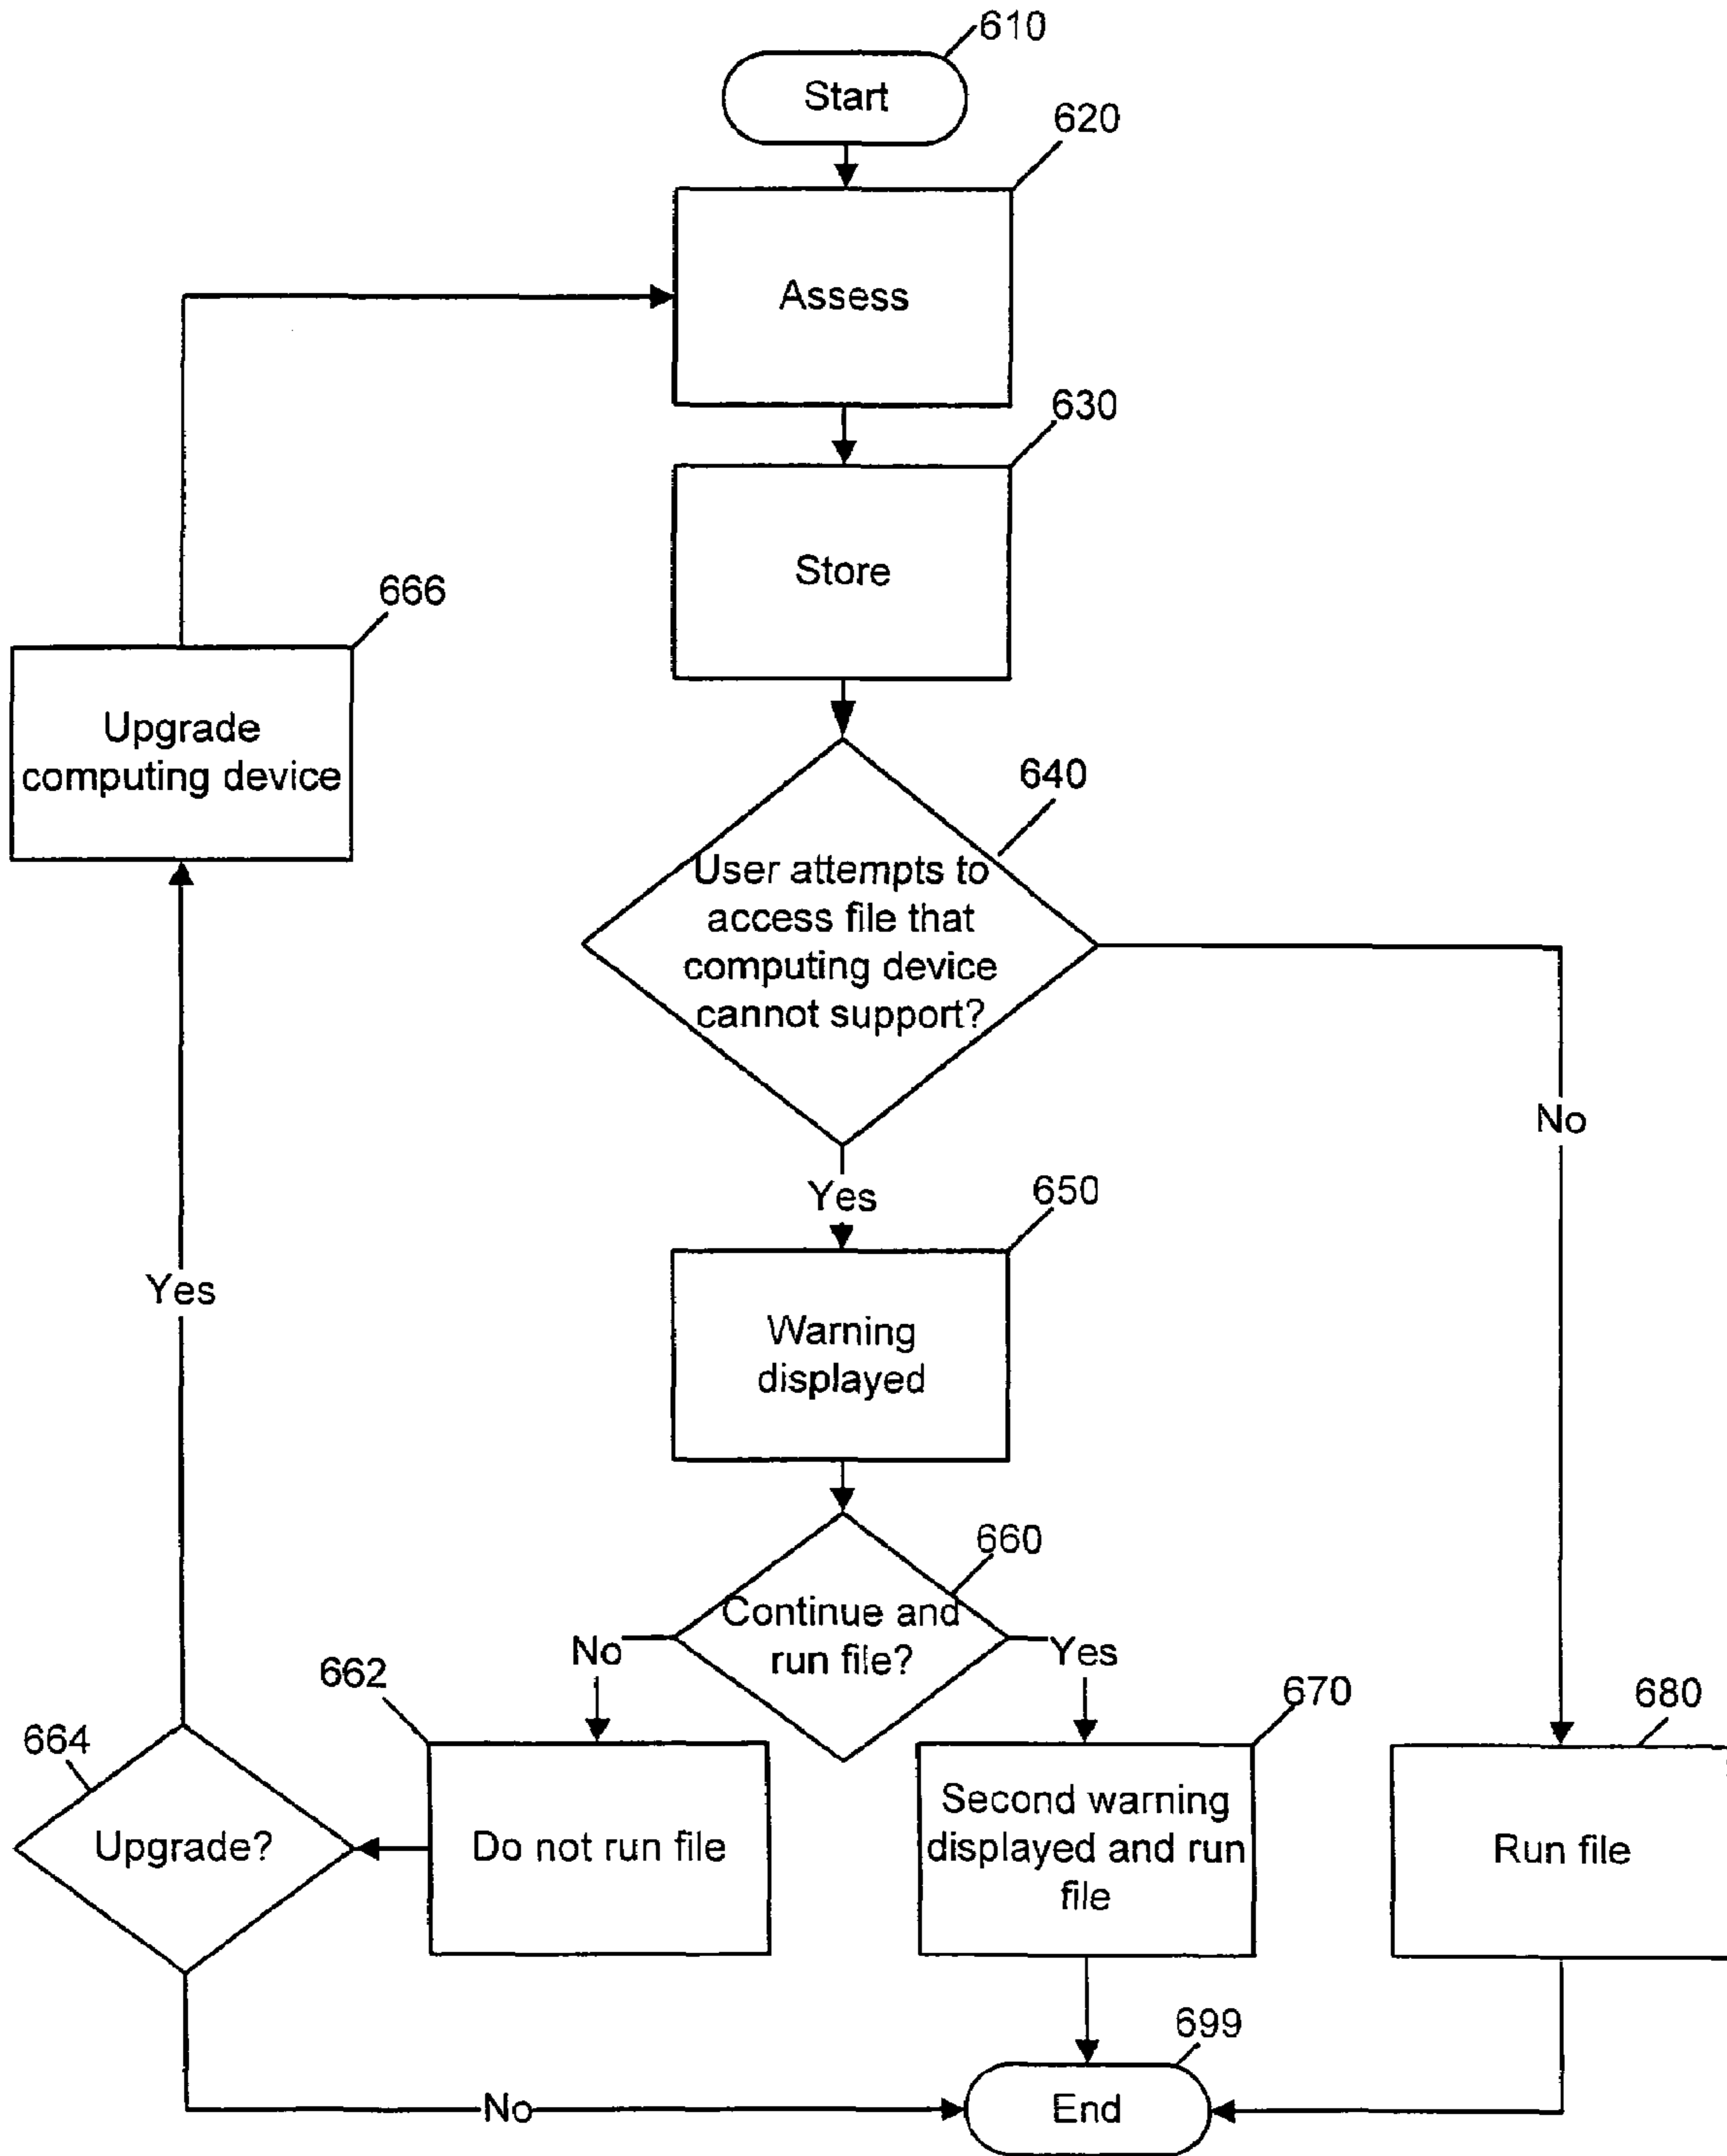 610
Start
620
Assess
630
Store
666
Upgrade
computing device
640
User attempts to
access file that
computing device
cannot support?
No
Yes
650
Warning
displayed
Yes
660
Continue and
run file?
No
Yes
662
664
670
680
Upgrade?
Do not run file
Second warning
displayed and run
file
Run file
699
No
End